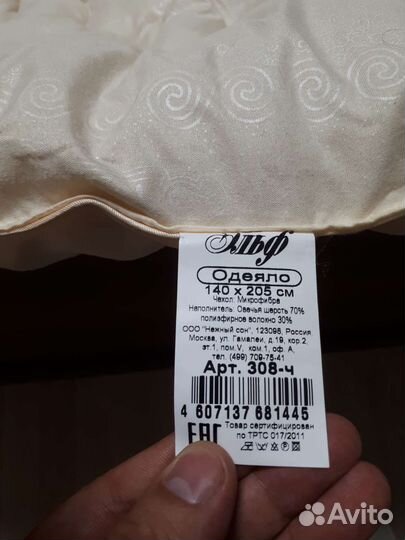 Эльф
Одеяло
140 x 205 см
Чехол: Микрофибра
Наполнитель: Овечья шерсть 70%
полиэфирное волокно 30%
ООО "Нежный сон", 123098, Россия
Москва, ул. Гамалеи, д.19, кор.2,
эт.1, пом.V, ком.1, оф. А,
тел. (499) 709-75-41
Арт. 308-ч
4 607137 681445
ЕАС Товар сертифицирован
по ТРТС 017/2011
Avito